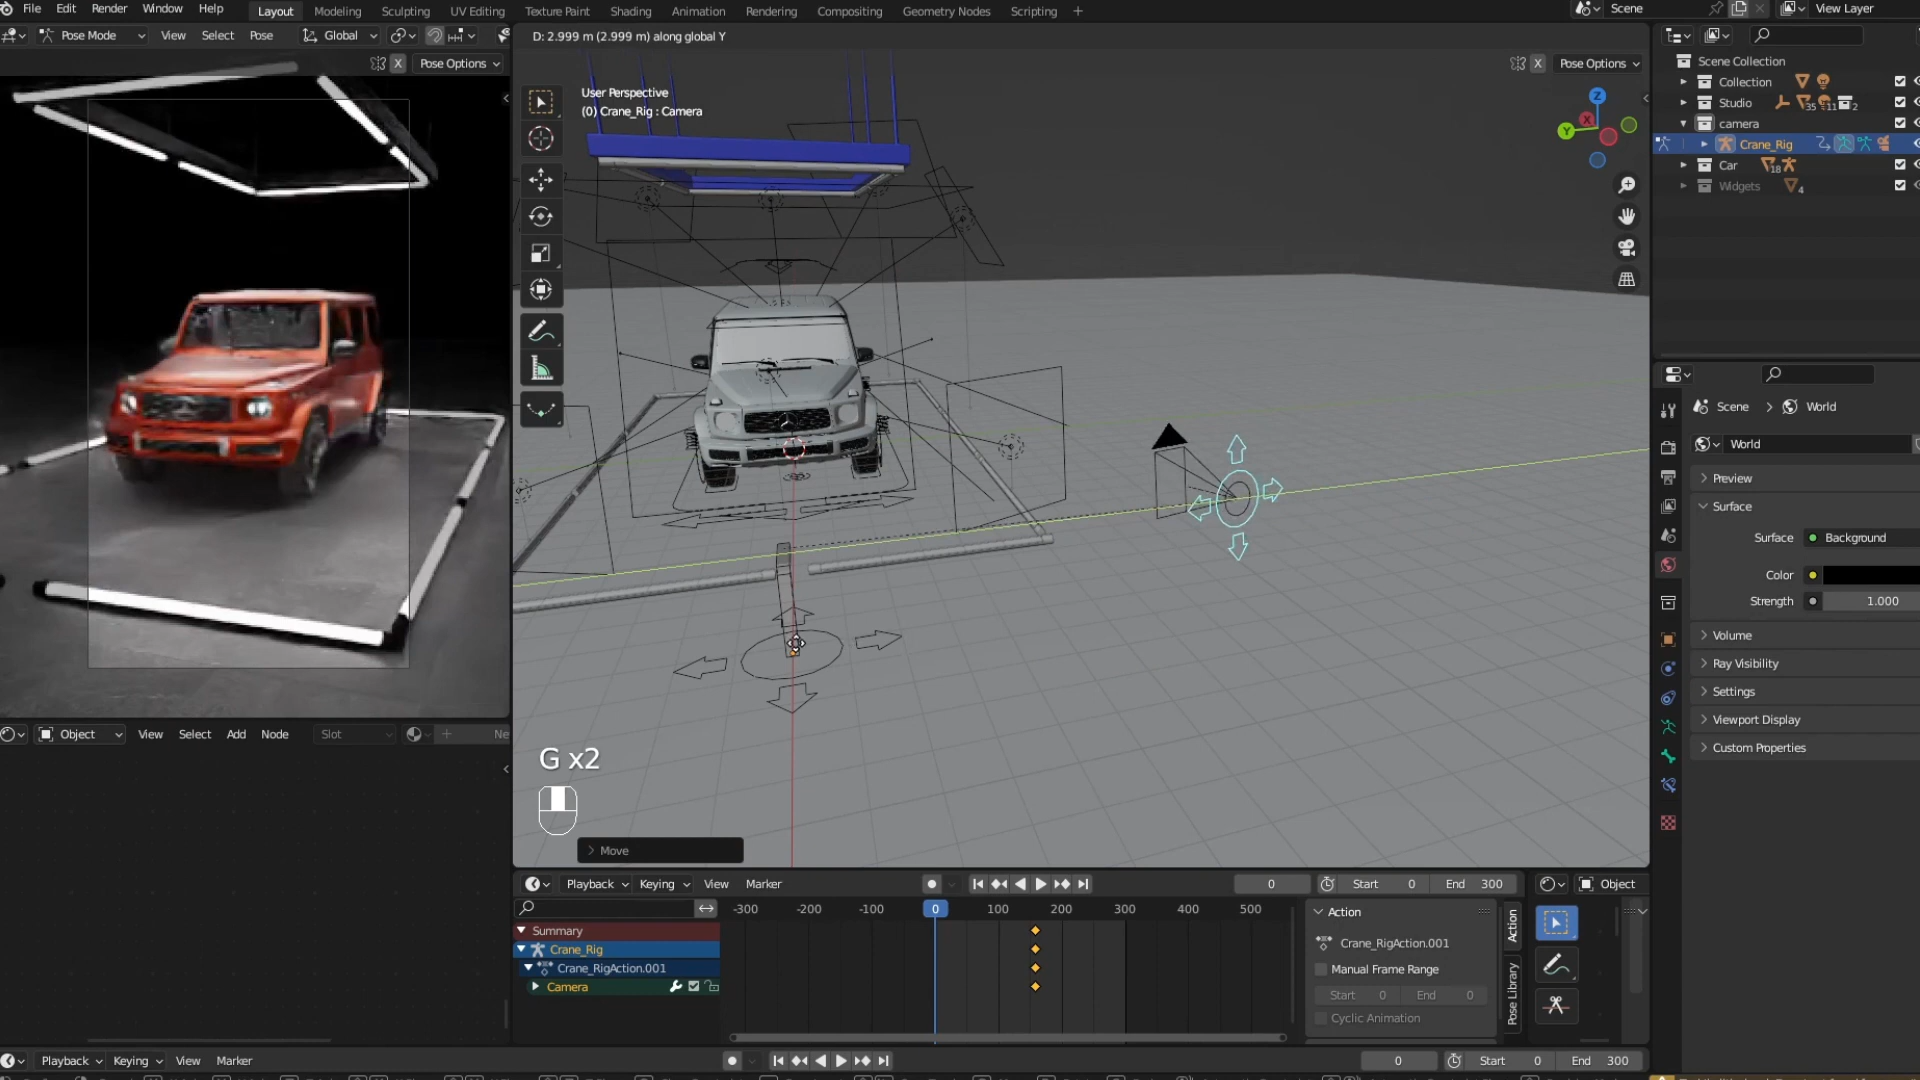 File Edit Render Window Help Layout Modeling Sculpting UV Editing Texture Paint Shading Animation Rendering Compositing Geometry Nodes Scripting + Scene View Layer
Pose Mode View Select Pose Global
X Pose Options
D: 2.999 m (2.999 m) along global Y
X Pose Options
User Perspective
(0) Crane_Rig : Camera
Z
Y
X
Scene Collection
Collection
Studio 35 11 2
camera
Crane_Rig
Car 18
Widgets 4
Scene > World
World
Preview
Surface
Surface Background
Color
Strength 1.000
Volume
Ray Visibility
Settings
Viewport Display
Custom Properties
Object View Select Add Node Slot
G x2
Move
Playback Keying View Marker 0 Start 0 End 300 Object
-300 -200 -100 0 100 200 300 400 500
Summary
Crane_Rig
Crane_RigAction.001
Camera
Action
Crane_RigAction.001
Manual Frame Range
Start 0 End 0
Cyclic Animation
Action
Pose Library
Playback Keying View Marker 0 Start 0 End 300